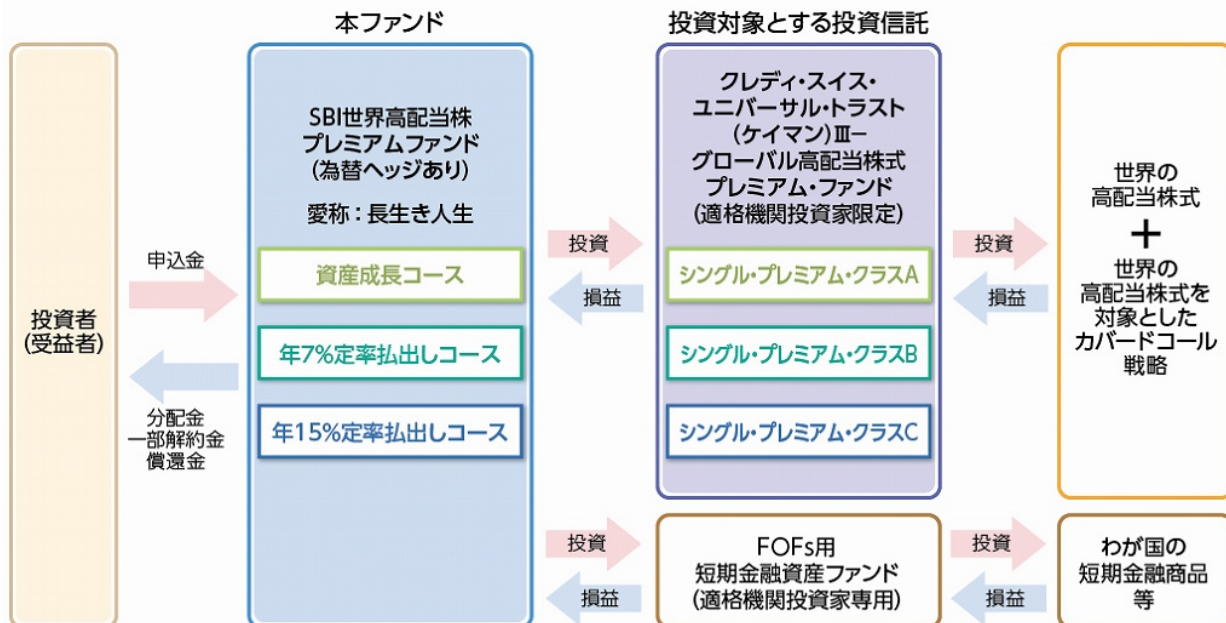 本ファンド
投資対象とする投資信託
投資者
(受益者)
申込金
分配金
一部解約金
償還金
SBI世界高配当株
プレミアムファンド
(為替ヘッジあり)
愛称：長生き人生
資産成長コース
年7%定率払出しコース
年15%定率払出しコース
投資
損益
クレディ・スイス・
ユニバーサル・トラスト
(ケイマン)Ⅲー
グローバル高配当株式
プレミアム・ファンド
(適格機関投資家限定)
シングル・プレミアム・クラスA
シングル・プレミアム・クラスB
シングル・プレミアム・クラスC
投資
損益
世界の
高配当株式
＋
世界の
高配当株式を
対象とした
カバードコール
戦略
投資
損益
FOFs用
短期金融資産ファンド
(適格機関投資家専用)
投資
損益
わが国の
短期金融商品
等